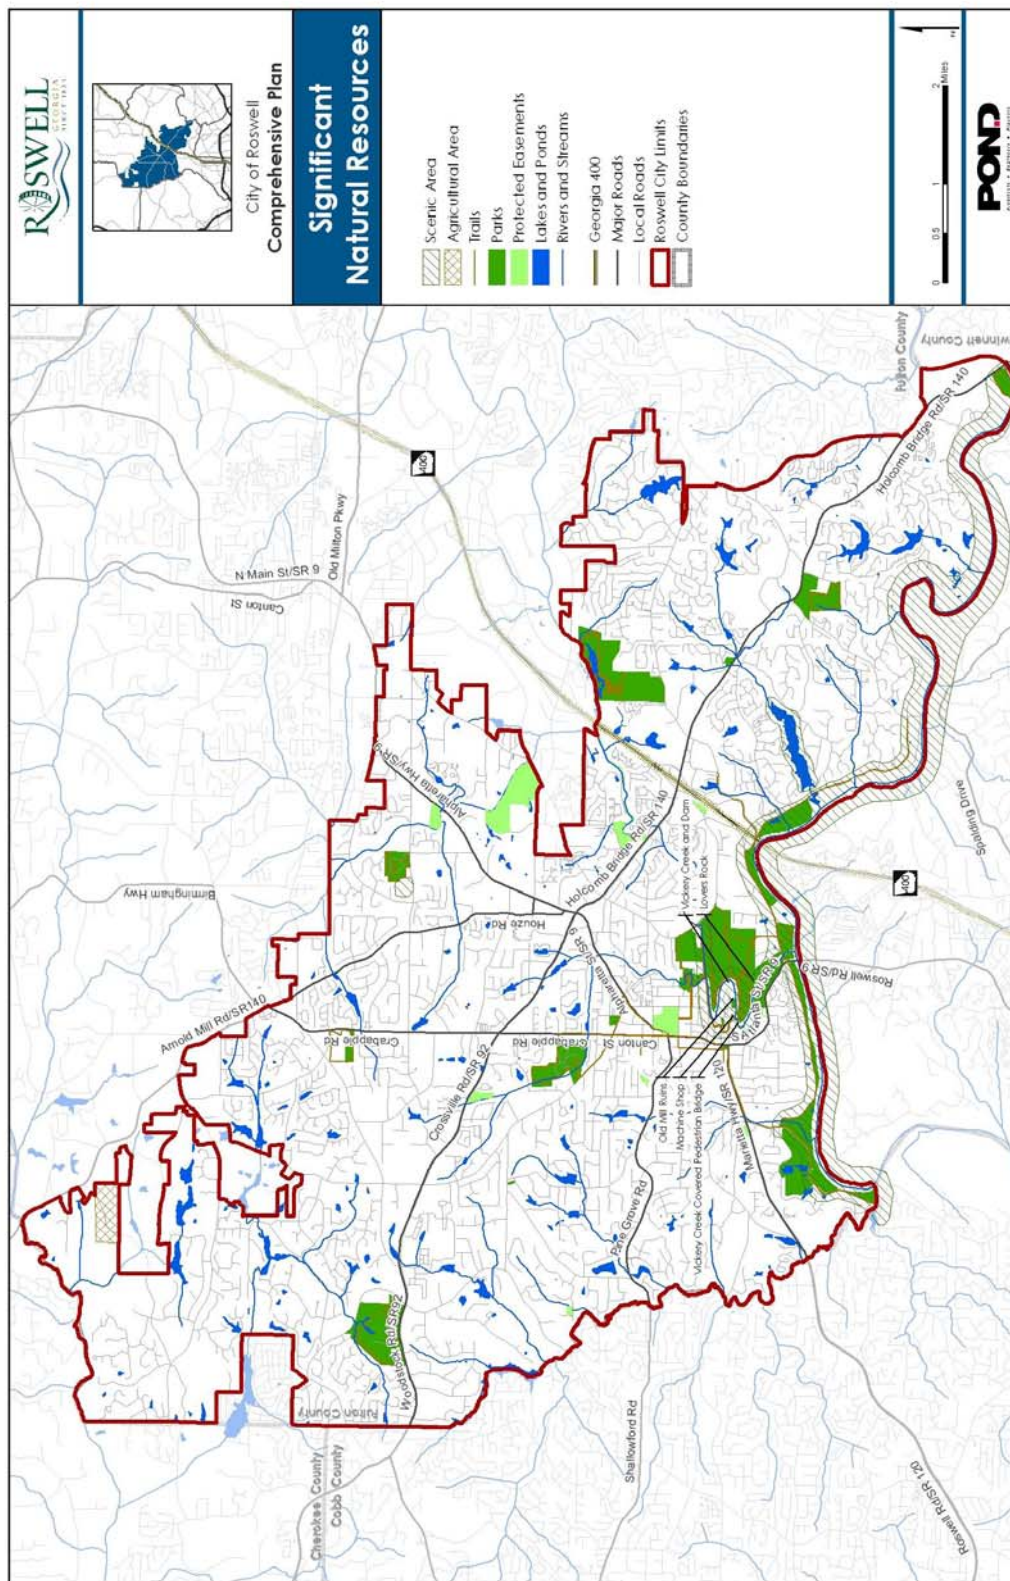 ROSWELL
GEORGIA
SINCE 1854
City of Roswell
Comprehensive Plan
Significant
Natural Resources
Scenic Area
Agricultural Area
Trails
Parks
Protected Easements
Lakes and Ponds
Rivers and Streams
Georgia 400
Major Roads
Local Roads
Roswell City Limits
County Boundaries
0 0.5 1 2 Miles
N
POND
Cherokee County
Cobb County
Fulton County
Woodstock Rd/SR92
Shallowford Rd
Roswell Rd/SR 120
Arnold Mill Rd/SR140
Birmingham Hwy
Crabapple Rd
Crossville Rd/SR 92
Crabapple Rd
Canton St
Pine Grove Rd
Marietta Hwy/SR 120
Old Mill Ruins
Machine Shop
Vickery Creek Covered Pedestrian Bridge
Houze Rd
Alpharetta Hwy/SR 9
Alpharetta St/SR 9
S Atlanta St/SR 9
Roswell Rd/SR 9
Vickery Creek and Dam
Lovers Rock
Holcomb Bridge Rd/SR 140
N Main St/SR 9
Canton St
Old Milton Pkwy
400
400
Spalding Drive
Holcomb Bridge Rd/SR 140
Fulton County
winnett County